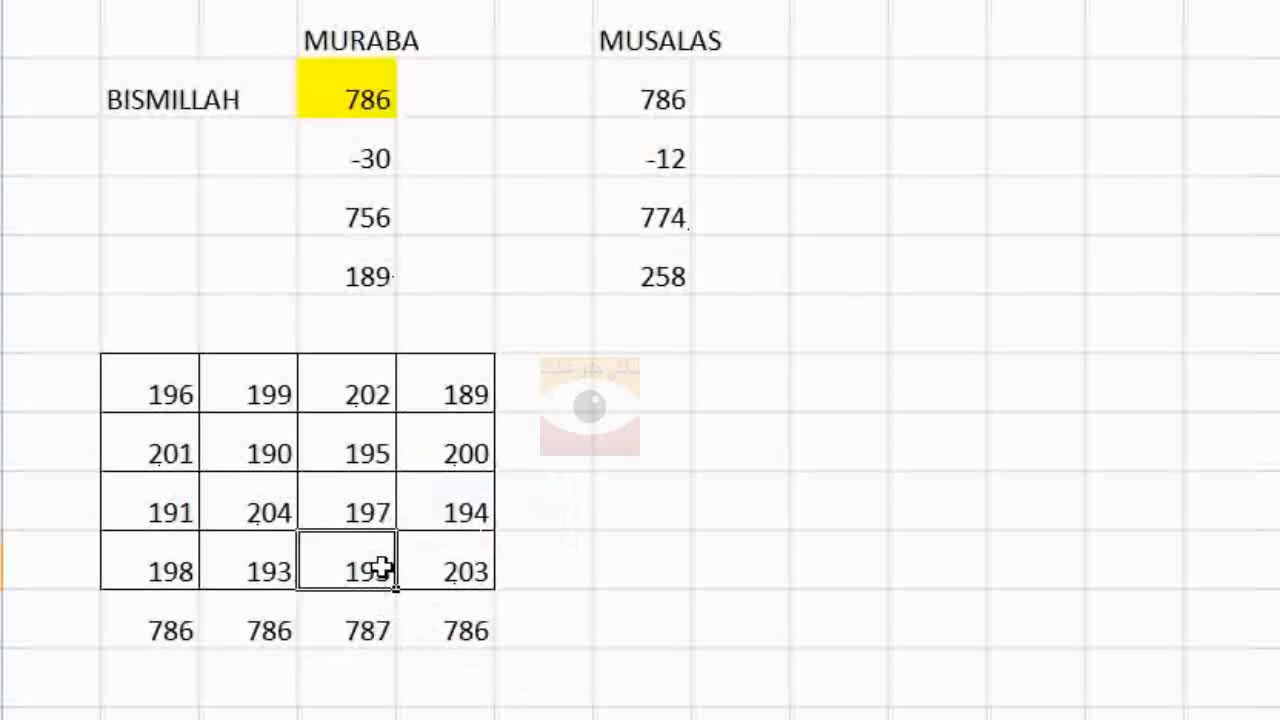 MURABA MUSALAS
BISMILLAH 786 786
-30 -12
756 774
189 258
196 199 202 189
201 190 195 200
191 204 197 194
198 193 203
786 786 787 786